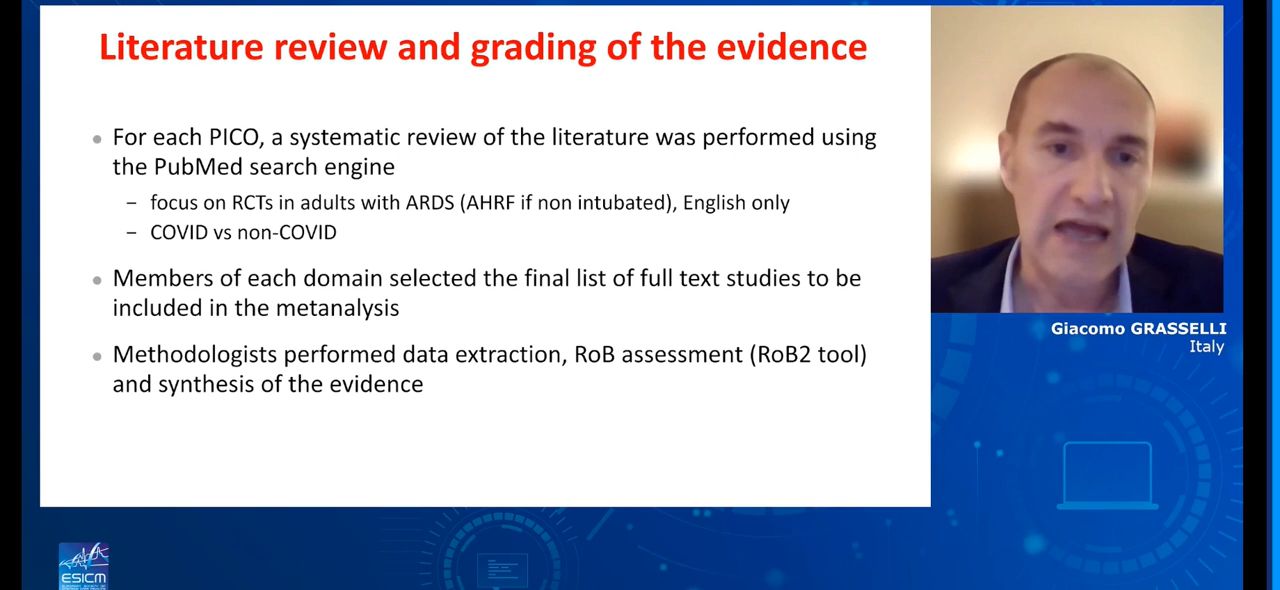 Literature review and grading of the evidence
For each PICO, a systematic review of the literature was performed using
the PubMed search engine
– focus on RCTs in adults with ARDS (AHRF if non intubated), English only
– COVID vs non-COVID
Members of each domain selected the final list of full text studies to be
included in the metanalysis
Methodologists performed data extraction, RoB assessment (RoB2 tool)
and synthesis of the evidence
Giacomo GRASSELLI
Italy
ESICM